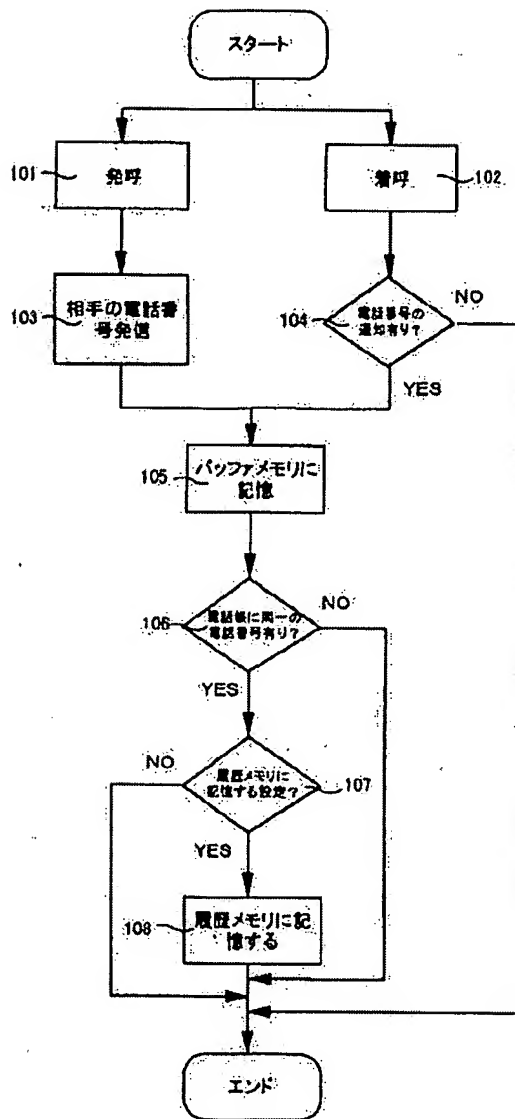 スタート
101
発呼
着呼
102
103
相手の電話番
号発信
104
電話番号の
通知有り?
NO
YES
105
バッファメモリに
記憶
106
電話帳に同一の
電話番号有り?
NO
YES
NO
履歴メモリに
記憶する設定?
107
YES
108
履歴メモリに記
憶する
エンド